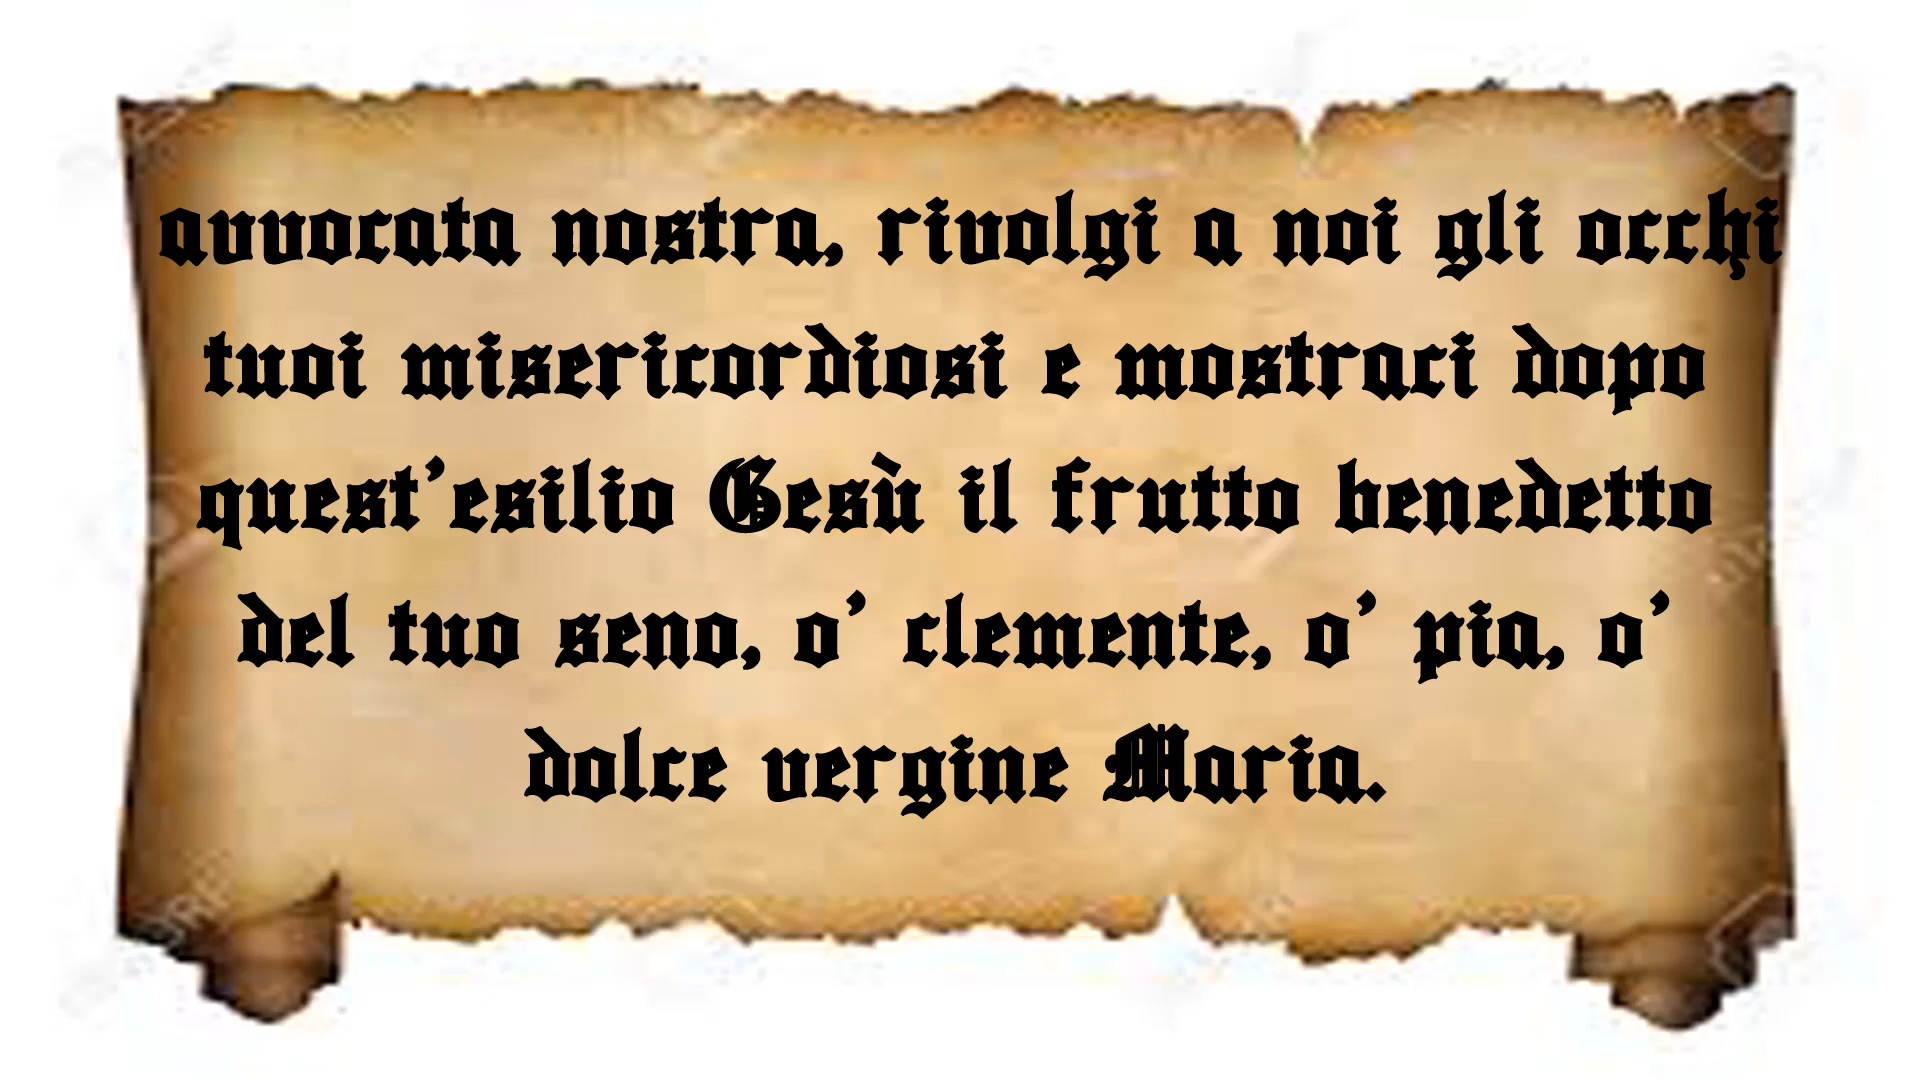 avvocata nostra, rivolgi a noi gli occhi
tuoi misericordiosi e mostraci dopo
quest'esilio Gesù il frutto benedetto
del tuo seno, o' clemente, o' pia, o'
dolce vergine Maria.